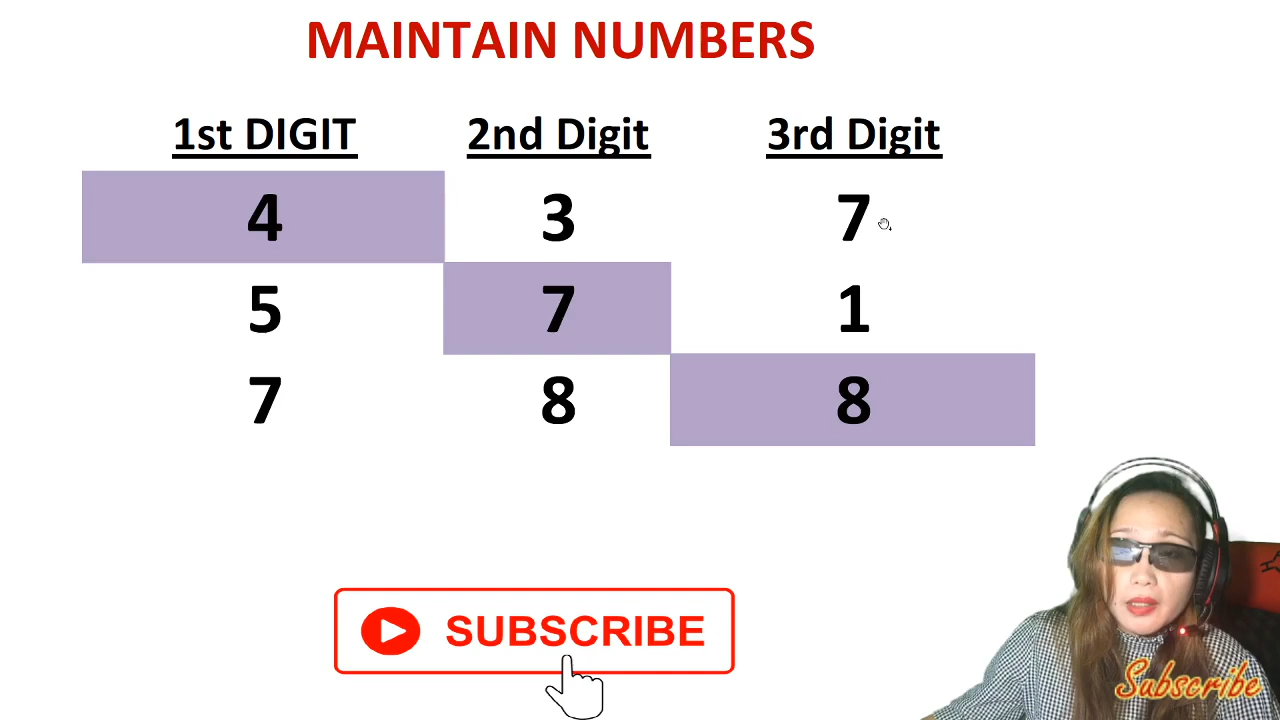 MAINTAIN NUMBERS
1st DIGIT 2nd Digit 3rd Digit
4 3 7
5 7 1
7 8 8
SUBSCRIBE
Subscribe